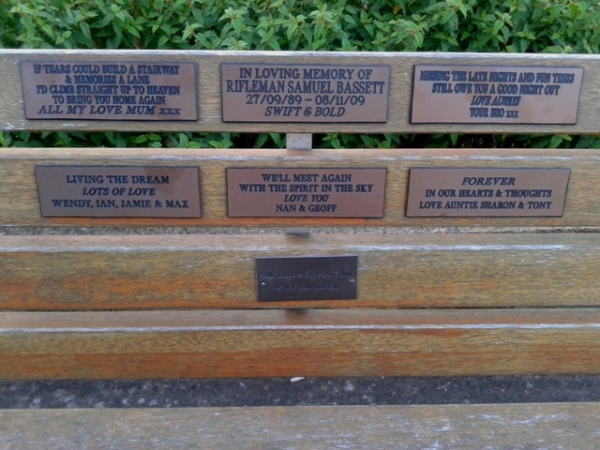 IF TEARS COULD BUILD A STAIRWAY
& MEMORIES A LANE
I'D CLIMB STRAIGHT UP TO HEAVEN
TO BRING YOU HOME AGAIN
ALL MY LOVE MUM xxx
IN LOVING MEMORY OF
RIFLEMAN SAMUEL BASSETT
27/09/89 - 08/11/09
SWIFT & BOLD
MISSING THE LATE NIGHTS AND FUN TIMES
STILL OWE YOU A GOOD NIGHT OUT
LOVE ALWAYS
YOUR BRO xxx
LIVING THE DREAM
LOTS OF LOVE
WENDY, IAN, JAMIE & MAX
WE'LL MEET AGAIN
WITH THE SPIRIT IN THE SKY
LOVE YOU
NAN & GEOFF
FOREVER
IN OUR HEARTS & THOUGHTS
LOVE AUNTIE SHARON & TONY